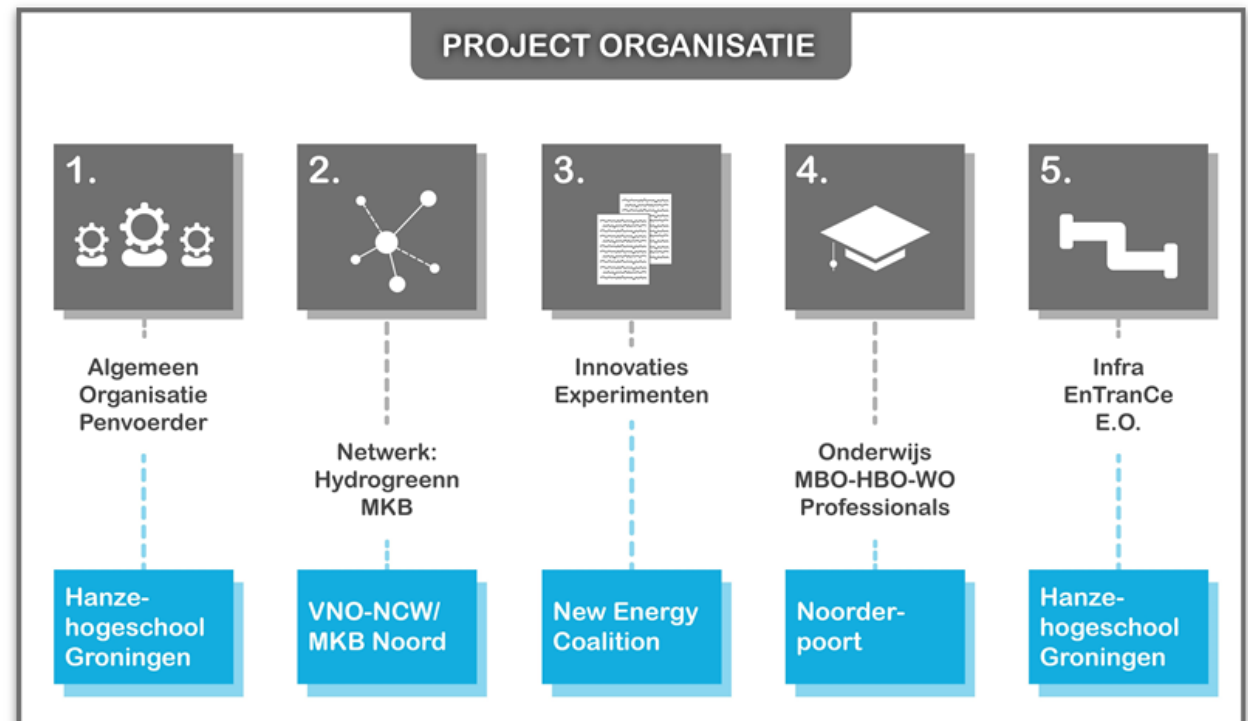 PROJECT ORGANISATIE
1.
Algemeen
Organisatie
Penvoerder
Hanze-
hogeschool
Groningen
2.
Netwerk:
Hydrogreenn
MKB
VNO-NCW/
MKB Noord
3.
Innovaties
Experimenten
New Energy
Coalition
4.
Onderwijs
MBO-HBO-WO
Professionals
Noorder-
poort
5.
Infra
EnTranCe
E.O.
Hanze-
hogeschool
Groningen